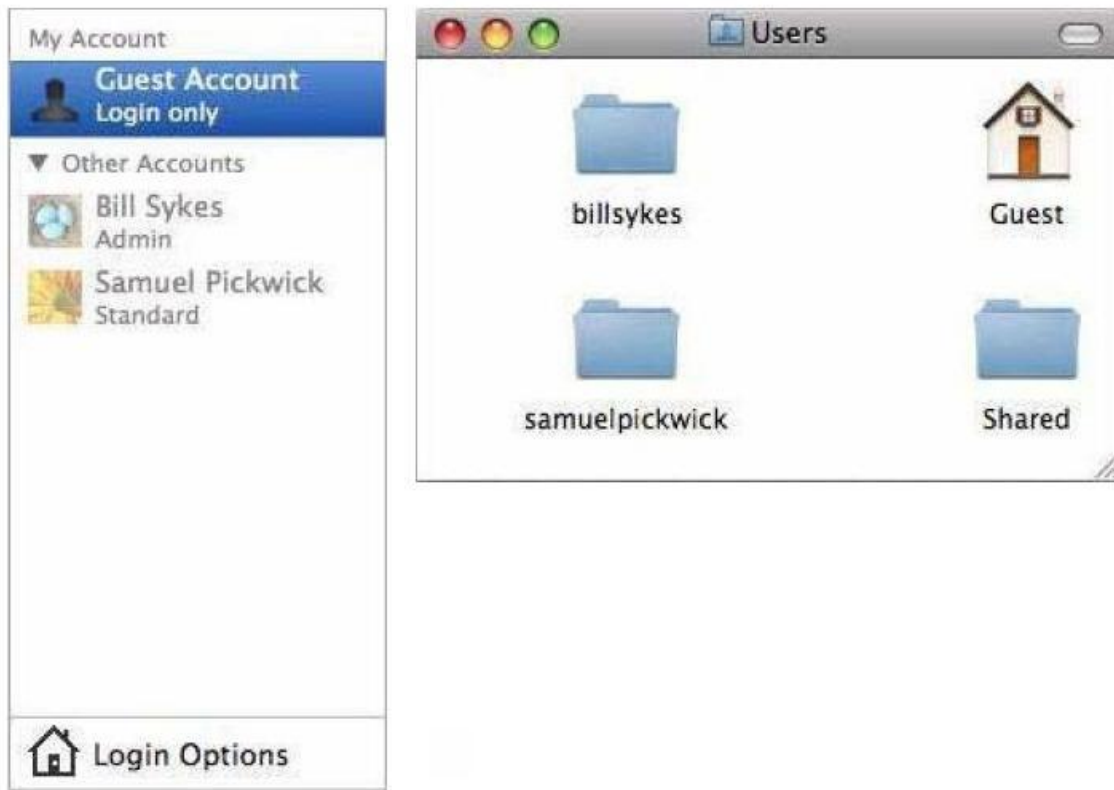 My Account
Guest Account
Login only
Other Accounts
Bill Sykes
Admin
Samuel Pickwick
Standard
Login Options
Users
billsykes
Guest
samuelpickwick
Shared